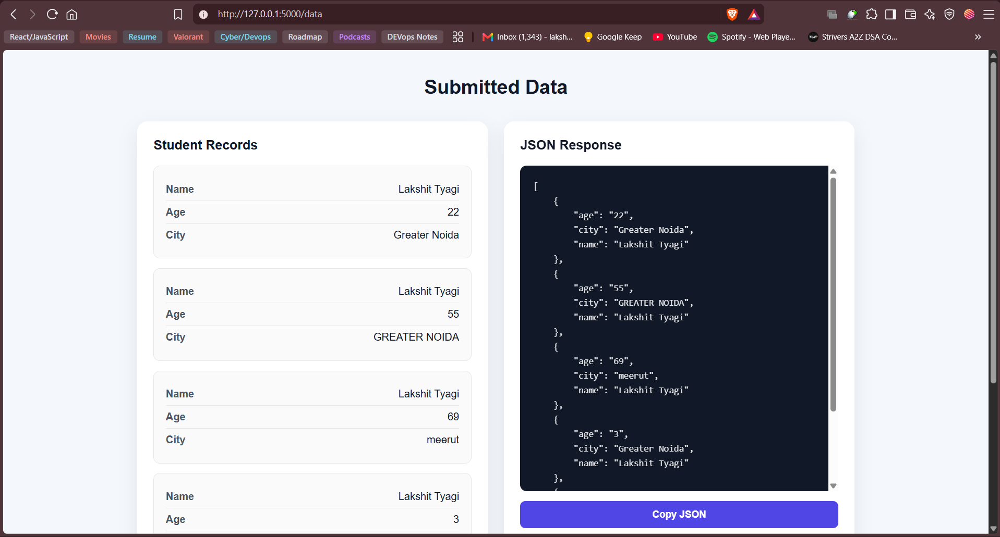 http://127.0.0.1:5000/data
React/JavaScript Movies Resume Valorant Cyber/Devops Roadmap Podcasts DEVops Notes Inbox (1,343) - laksh... Google Keep YouTube Spotify - Web Playe... TUF Strivers A2Z DSA Co...
Submitted Data
Student Records
Name Lakshit Tyagi
Age 22
City Greater Noida
Name Lakshit Tyagi
Age 55
City GREATER NOIDA
Name Lakshit Tyagi
Age 69
City meerut
Name Lakshit Tyagi
Age 3
JSON Response
[
    {
        "age": "22",
        "city": "Greater Noida",
        "name": "Lakshit Tyagi"
    },
    {
        "age": "55",
        "city": "GREATER NOIDA",
        "name": "Lakshit Tyagi"
    },
    {
        "age": "69",
        "city": "meerut",
        "name": "Lakshit Tyagi"
    },
    {
        "age": "3",
        "city": "Greater Noida",
        "name": "Lakshit Tyagi"
    },
    {
Copy JSON